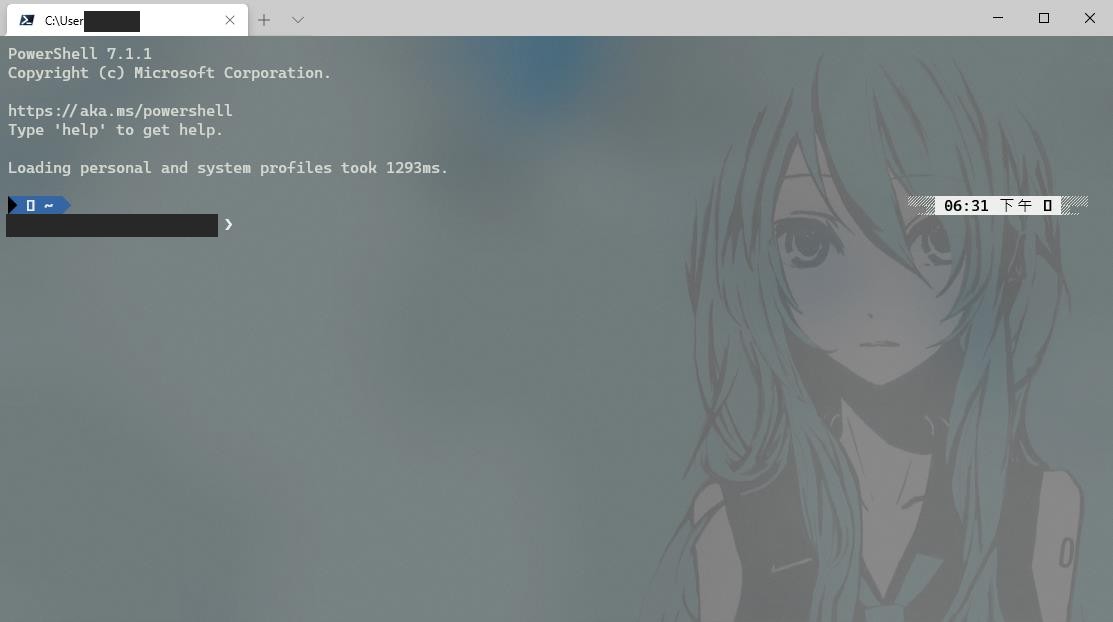 C:\User
PowerShell 7.1.1
Copyright (c) Microsoft Corporation.
https://aka.ms/powershell
Type 'help' to get help.
Loading personal and system profiles took 1293ms.
~ 06:31 下午
❯
0